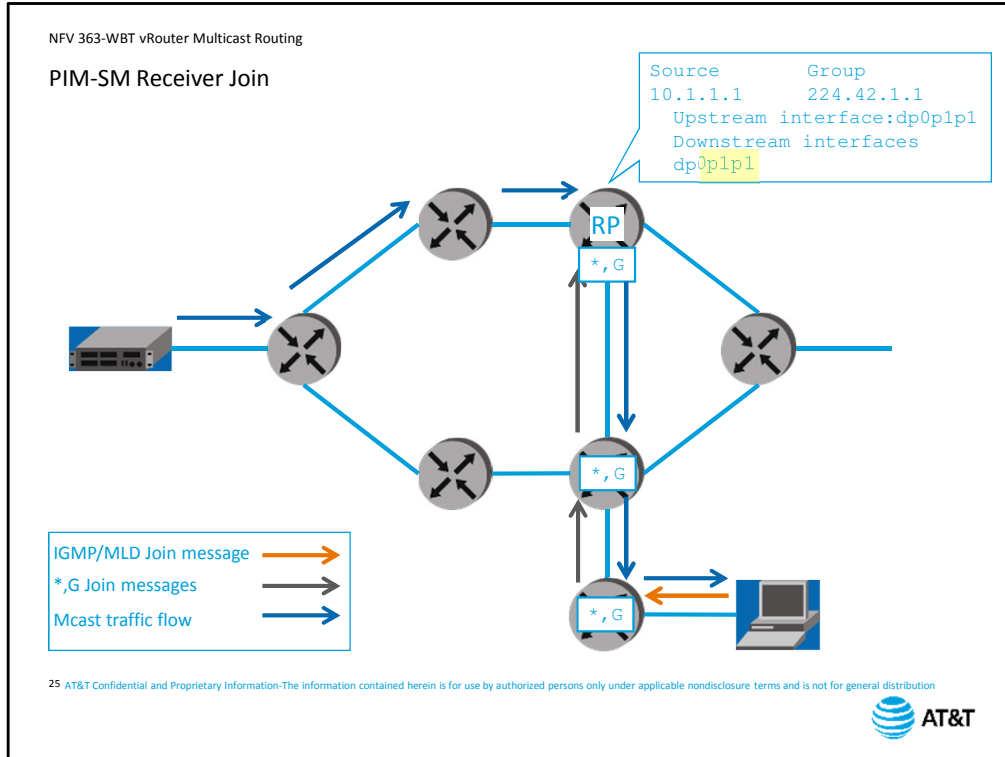 NFV 363-WBT vRouter Multicast Routing
PIM-SM Receiver Join
Source Group
10.1.1.1 224.42.1.1
Upstream interface:dp0p1p1
Downstream interfaces
dp0p1p1
RP
*,G
*,G
*,G
IGMP/MLD Join message
*,G Join messages
Mcast traffic flow
25 AT&T Confidential and Proprietary Information-The information contained herein is for use by authorized persons only under applicable nondisclosure terms and is not for general distribution
AT&T